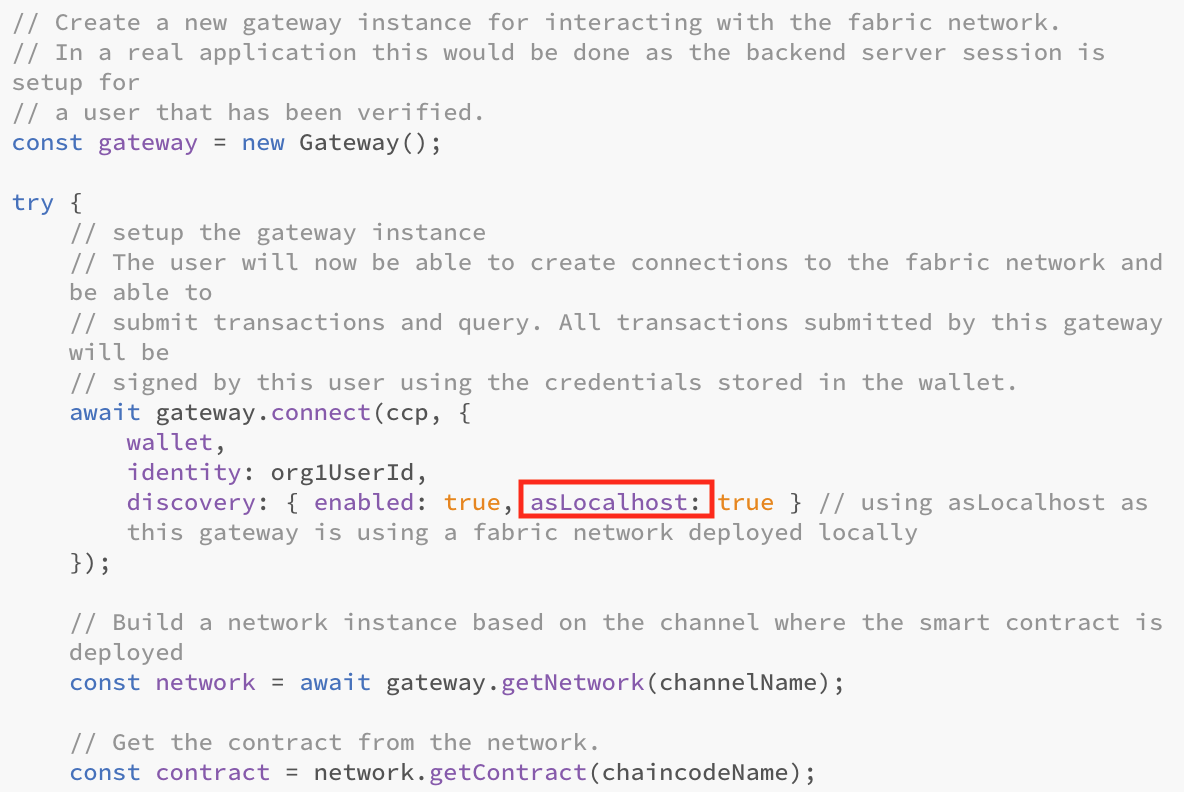 // Create a new gateway instance for interacting with the fabric network.
// In a real application this would be done as the backend server session is
setup for
// a user that has been verified.
const gateway = new Gateway();
try {
// setup the gateway instance
// The user will now be able to create connections to the fabric network and
be able to
// submit transactions and query. All transactions submitted by this gateway
will be
// signed by this user using the credentials stored in the wallet.
await gateway.connect(ccp, {
wallet,
identity: org1UserId,
discovery: { enabled: true, asLocalhost: true } // using asLocalhost as
this gateway is using a fabric network deployed locally
});
// Build a network instance based on the channel where the smart contract is
deployed
const network = await gateway.getNetwork(channelName);
// Get the contract from the network.
const contract = network.getContract(chaincodeName);